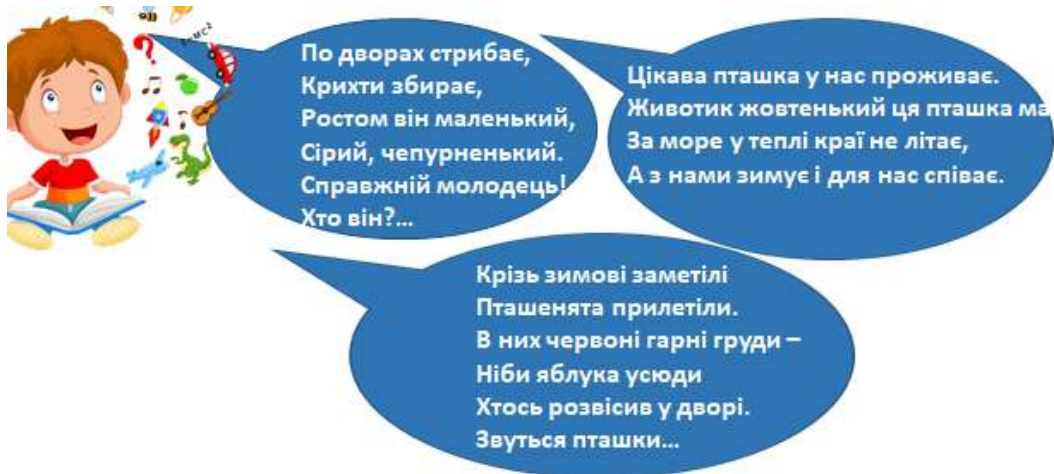 E=MC²
По дворах стрибає,
Крихти збирає,
Ростом він маленький,
Сірий, чепурненький.
Справжній молодець!
Хто він?...
Цікава пташка у нас проживає.
Животик жовтенький ця пташка ма
За море у теплі краї не літає,
А з нами зимує і для нас співає.
Крізь зимові заметілі
Пташенята прилетіли.
В них червоні гарні груди –
Ніби яблука усюди
Хтось розвісив у дворі.
Звуться пташки...